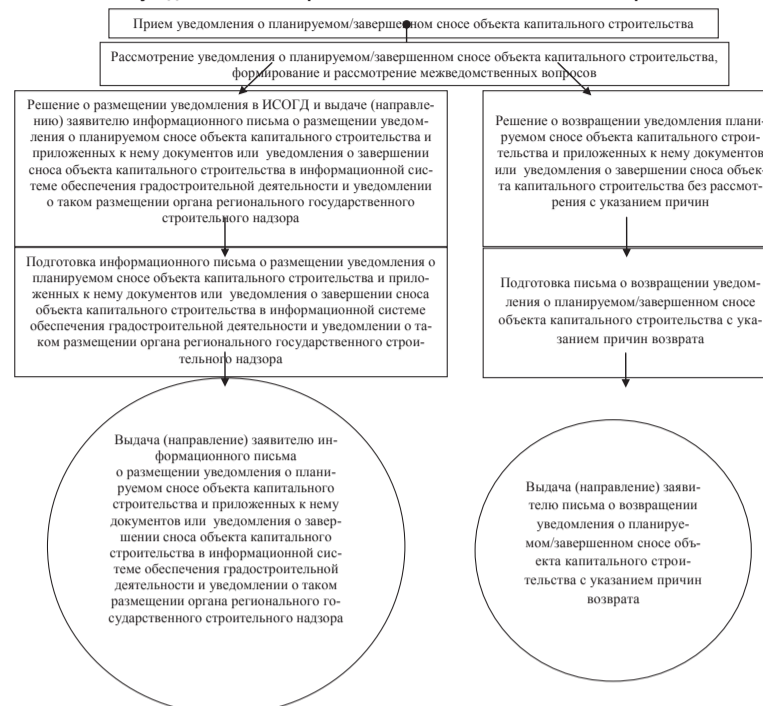 Прием уведомления о планируемом/завершенном сносе объекта капитального строительства
Рассмотрение уведомления о планируемом/завершенном сносе объекта капитального строительства,
формирование и рассмотрение межведомственных вопросов
Решение о размещении уведомления в ИСОГД и выдаче (направле-
нию) заявителю информационного письма о размещении уведом-
ления о планируемом сносе объекта капитального строительства и
приложенных к нему документов или уведомления о завершении
сноса объекта капитального строительства в информационной сис-
теме обеспечения градостроительной деятельности и уведомлении
о таком размещении органа регионального государственного
строительного надзора
Решение о возвращении уведомления плани-
руемом сносе объекта капитального строи-
тельства и приложенных к нему документов
или уведомления о завершении сноса объек-
та капитального строительства без рассмот-
рения с указанием причин
Подготовка информационного письма о размещении уведомления о
планируемом сносе объекта капитального строительства и прило-
женных к нему документов или уведомления о завершении сноса
объекта капитального строительства в информационной системе
обеспечения градостроительной деятельности и уведомлении о та-
ком размещении органа регионального государственного строи-
тельного надзора
Подготовка письма о возвращении уведом-
ления о планируемом/завершенном сносе
объекта капитального строительства с ука-
занием причин возврата
Выдача (направление) заявителю ин-
формационного письма
о размещении уведомления о плани-
руемом сносе объекта капитального
строительства и приложенных к нему
документов или уведомления о завер-
шении сноса объекта капитального
строительства в информационной сис-
теме обеспечения градостроительной
деятельности и уведомлении о таком
размещении органа регионального го-
сударственного строительного надзора
Выдача (направление) заяви-
телю письма о возвращении
уведомления о планируе-
мом/завершенном сносе объ-
екта капитального строи-
тельства с указанием причин
возврата